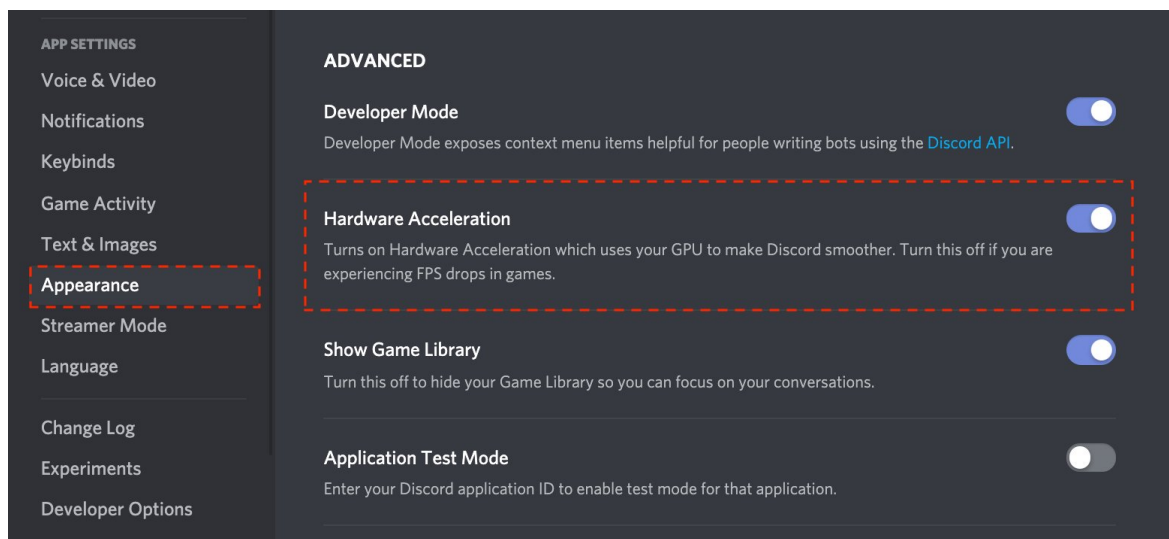 APP SETTINGS
Voice & Video
Notifications
Keybinds
Game Activity
Text & Images
Appearance
Streamer Mode
Language
Change Log
Experiments
Developer Options
ADVANCED
Developer Mode
Developer Mode exposes context menu items helpful for people writing bots using the Discord API.
Hardware Acceleration
Turns on Hardware Acceleration which uses your GPU to make Discord smoother. Turn this off if you are
experiencing FPS drops in games.
Show Game Library
Turn this off to hide your Game Library so you can focus on your conversations.
Application Test Mode
Enter your Discord application ID to enable test mode for that application.